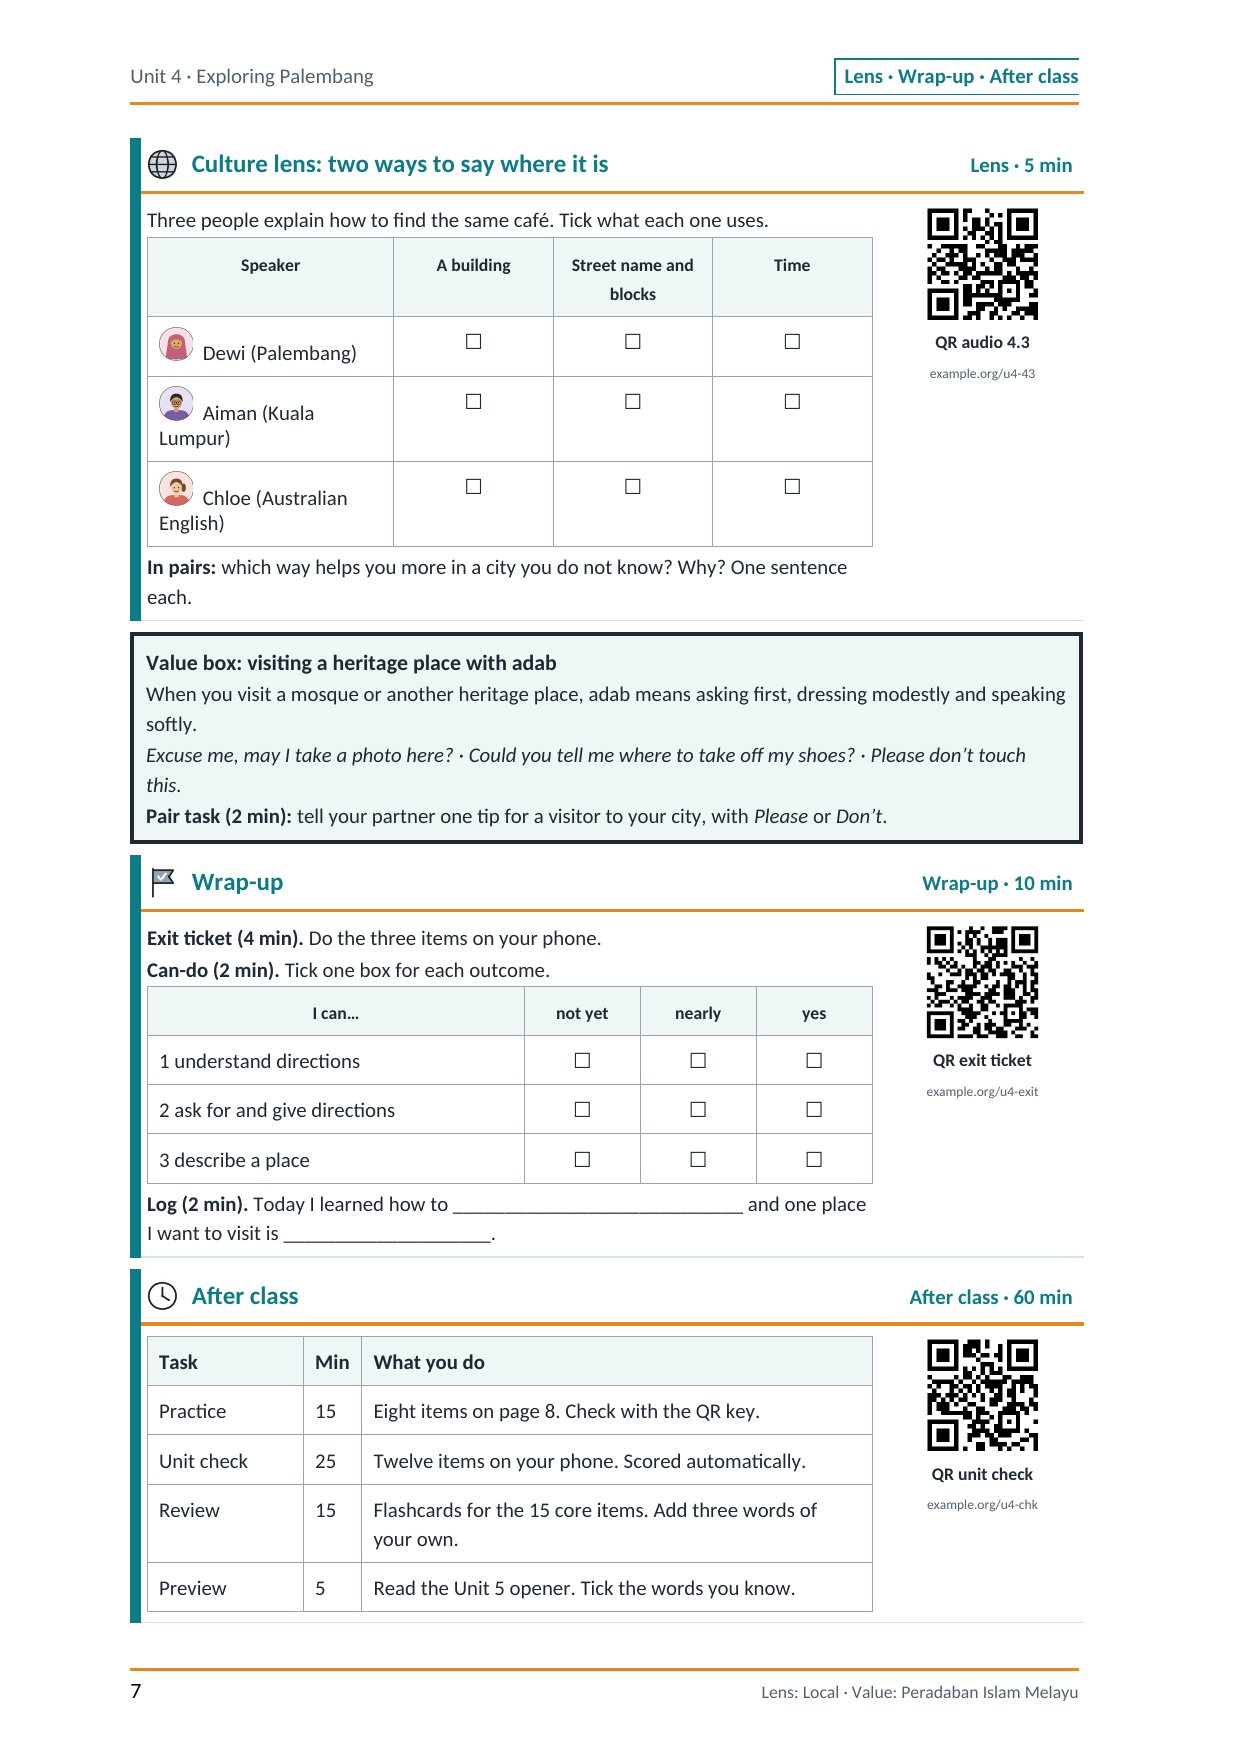 Unit 4 · Exploring Palembang
Lens · Wrap-up · After class
Culture lens: two ways to say where it is
Lens · 5 min
Three people explain how to find the same café. Tick what each one uses.
Speaker
A building
Street name and
blocks
Time
Dewi (Palembang)
☐ ☐ ☐
Aiman (Kuala
Lumpur)
☐ ☐ ☐
Chloe (Australian
English)
☐ ☐ ☐
QR audio 4.3
example.org/u4-43
In pairs: which way helps you more in a city you do not know? Why? One sentence
each.
Value box: visiting a heritage place with adab
When you visit a mosque or another heritage place, adab means asking first, dressing modestly and speaking
softly.
Excuse me, may I take a photo here? · Could you tell me where to take off my shoes? · Please don’t touch
this.
Pair task (2 min): tell your partner one tip for a visitor to your city, with Please or Don’t.
Wrap-up
Wrap-up · 10 min
Exit ticket (4 min). Do the three items on your phone.
Can-do (2 min). Tick one box for each outcome.
I can… not yet nearly yes
1 understand directions ☐ ☐ ☐
2 ask for and give directions ☐ ☐ ☐
3 describe a place ☐ ☐ ☐
QR exit ticket
example.org/u4-exit
Log (2 min). Today I learned how to ____________________________ and one place
I want to visit is ____________________.
After class
After class · 60 min
Task Min What you do
Practice 15 Eight items on page 8. Check with the QR key.
Unit check 25 Twelve items on your phone. Scored automatically.
Review 15 Flashcards for the 15 core items. Add three words of
your own.
Preview 5 Read the Unit 5 opener. Tick the words you know.
QR unit check
example.org/u4-chk
7
Lens: Local · Value: Peradaban Islam Melayu